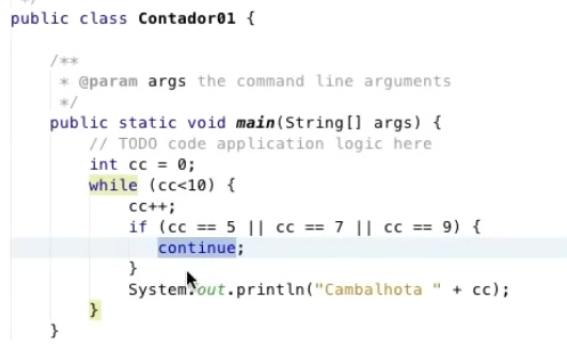 */
public class Contador01 {
/**
* @param args the command line arguments
*/
public static void main(String[] args) {
// TODO code application logic here
int cc = 0;
while (cc<10) {
cc++;
if (cc == 5 || cc == 7 || cc == 9) {
continue;
}
System.out.println("Cambalhota " + cc);
}
}